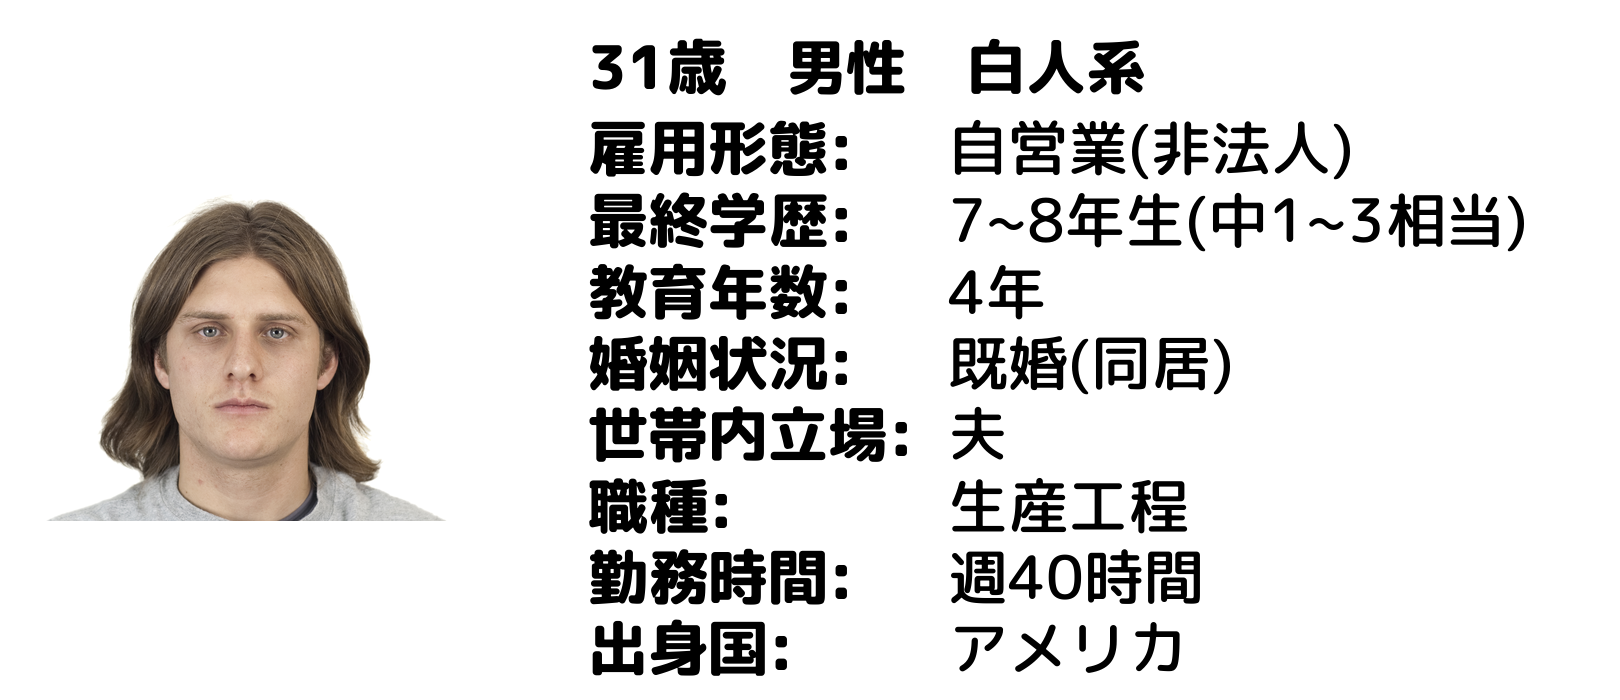 31歳　男性　白人系
雇用形態:　自営業(非法人)
最終学歴:　7~8年生(中1~3相当)
教育年数:　4年
婚姻状況:　既婚(同居)
世帯内立場:　夫
職種:　生産工程
勤務時間:　週40時間
出身国:　アメリカ